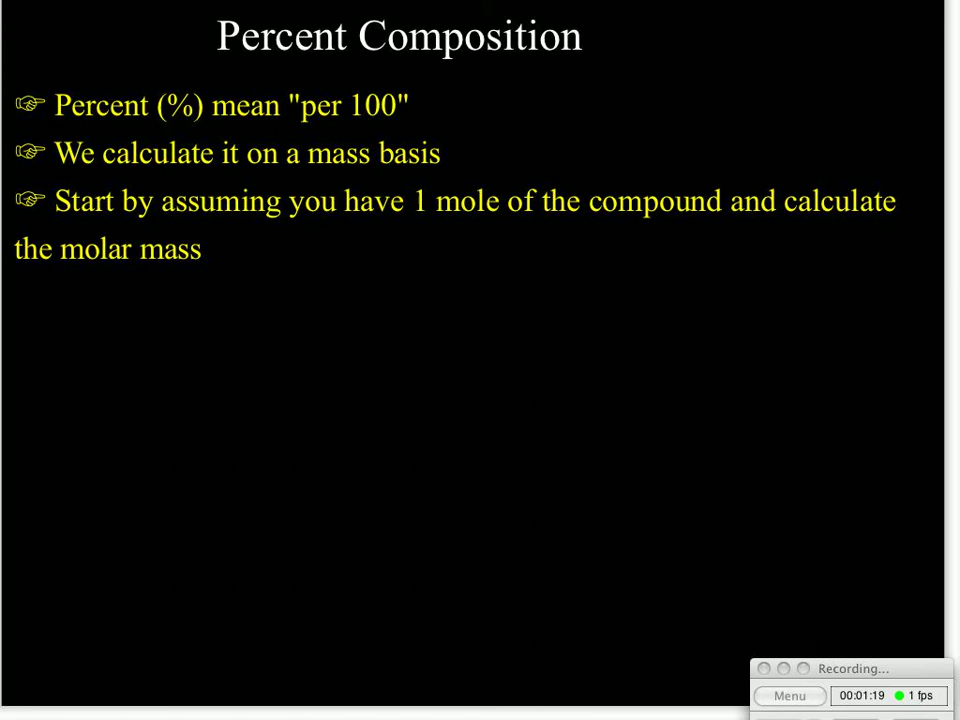 Percent Composition
☞ Percent (%) mean "per 100"
☞ We calculate it on a mass basis
☞ Start by assuming you have 1 mole of the compound and calculate
the molar mass
Recording...
Menu 00:01:19 1 fps